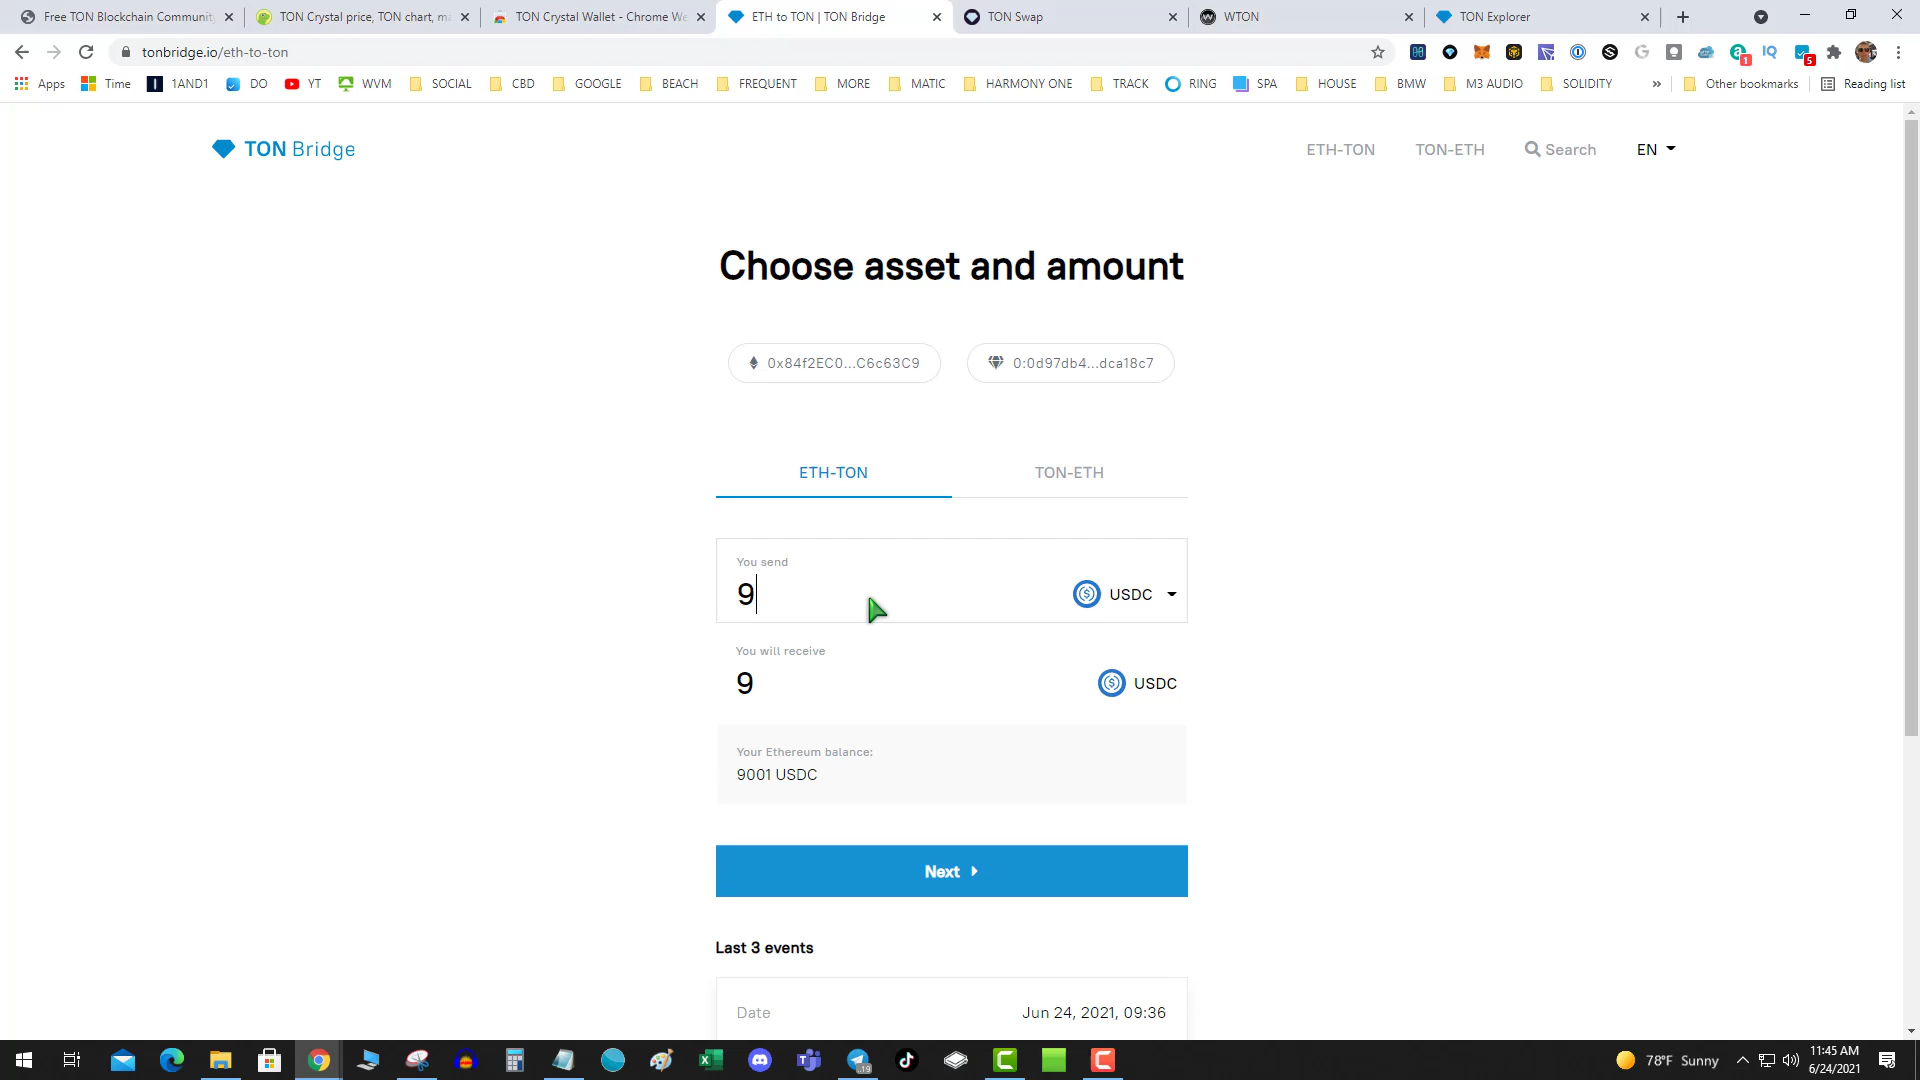 Free TON Blockchain Communit
TON Crystal price, TON chart, ma
TON Crystal Wallet - Chrome We
ETH to TON | TON Bridge
TON Swap
WTON
TON Explorer
tonbridge.io/eth-to-ton
1
5
Apps
Time
1AND1
DO
YT
WVM
SOCIAL
CBD
GOOGLE
BEACH
FREQUENT
MORE
MATIC
HARMONY ONE
TRACK
RING
SPA
HOUSE
BMW
M3 AUDIO
SOLIDITY
»
Other bookmarks
Reading list
TON Bridge
ETH-TON
TON-ETH
Search
EN
Choose asset and amount
0x84f2EC0...C6c63C9
0:0d97db4...dca18c7
ETH-TON
TON-ETH
You send
9
USDC
You will receive
9
USDC
Your Ethereum balance:
9001 USDC
Next
Last 3 events
Date
Jun 24, 2021, 09:36
78°F Sunny
11:45 AM
6/24/2021